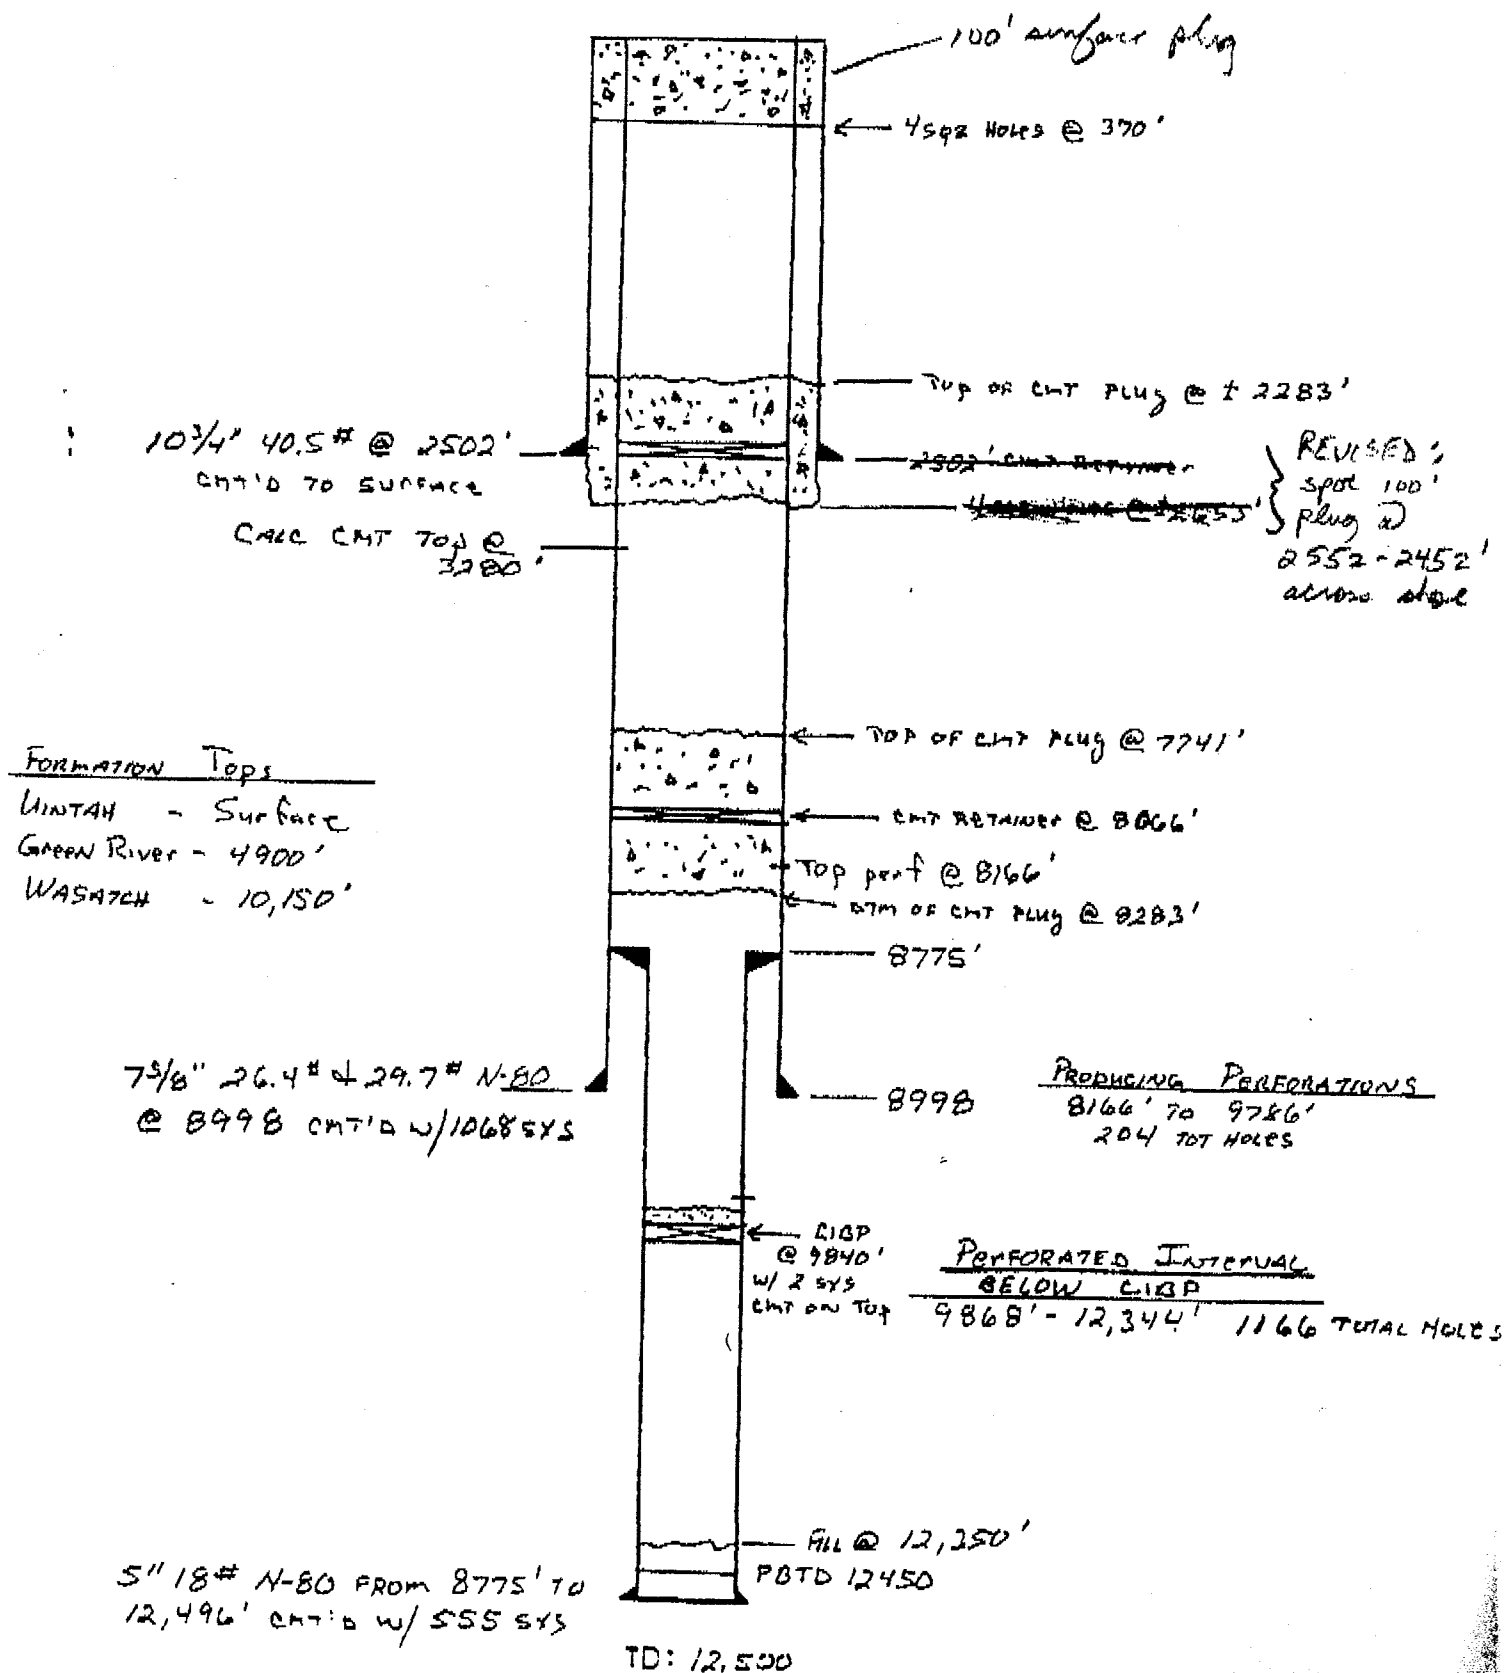 100' surface plug
4 sqz Holes @ 370'
Top of CMT Plug @ ± 2283'
10 3/4" 40.5# @ 2502'
CMT'D TO SURFACE
2502' CMT Retainer
REVISED:
spot 100'
plug @
2552 - 2452'
across shoe
CALC CMT TOP @
3280'
TOP OF CMT PLUG @ 7741'
FORMATION Tops
UINTAH - Surface
Green River - 4900'
WASATCH - 10,150'
CMT RETAINER @ 8066'
Top perf @ 8166'
BTM OF CMT PLUG @ 8283'
8775'
7 5/8" 26.4# & 29.7# N-80
@ 8998 CMT'D w/1068 SXS
8998
PRODUCING PERFORATIONS
8166' TO 9786'
204 TOT HOLES
CIBP
@ 9840'
w/ 2 SXS
CMT ON TOP
PERFORATED INTERVAL
BELOW CIBP
9868' - 12,344' 1166 TOTAL HOLES
Fill @ 12,350'
PBTD 12450
5" 18# N-80 FROM 8775' TO
12,496' CMT'D w/ 555 SXS
TD: 12,500